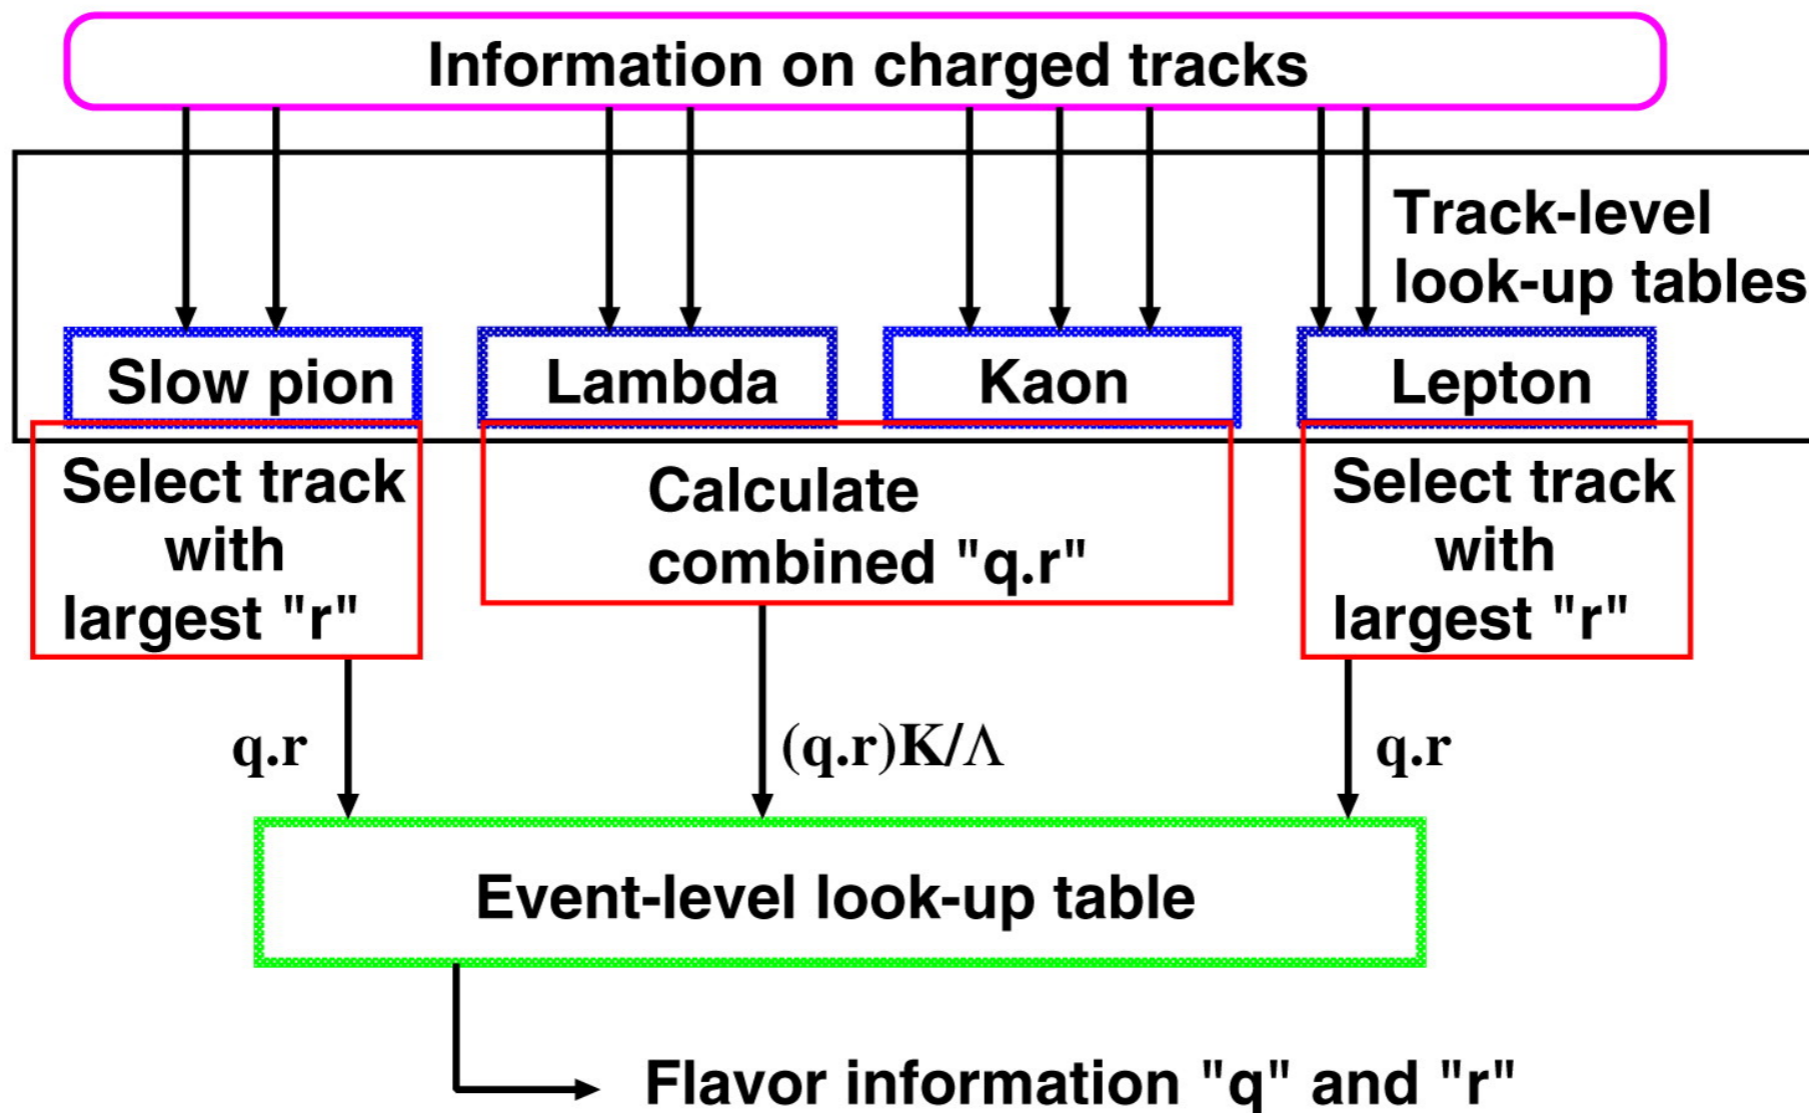 Information on charged tracks
Track-level
look-up tables
Slow pion
Lambda
Kaon
Lepton
Select track
with
largest "r"
Calculate
combined "q.r"
Select track
with
largest "r"
q.r
(q.r)K/Λ
q.r
Event-level look-up table
Flavor information "q" and "r"